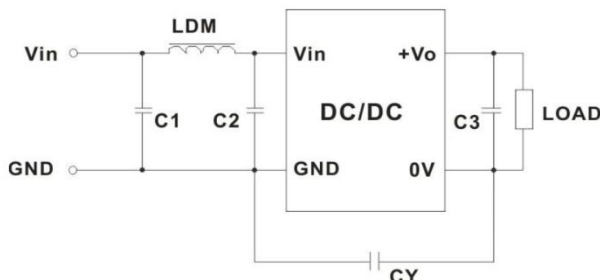 LDM
Vin
Vin
+Vo
C1
C2
DC/DC
C3
LOAD
GND
GND
0V
CY